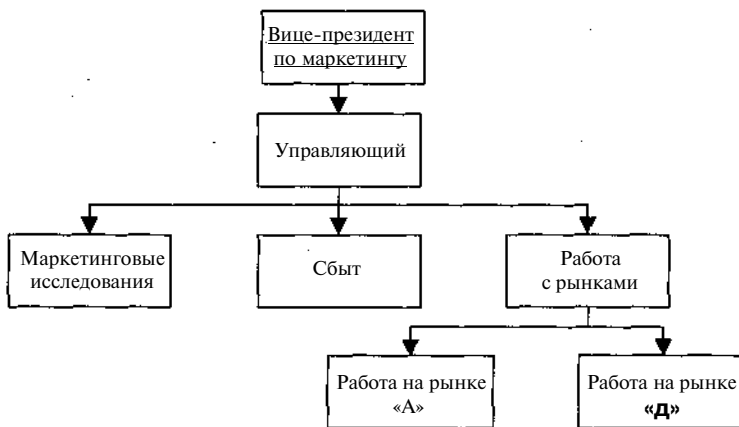 Вице-президент
по маркетингу
Управляющий
Маркетинговые
исследования
Сбыт
Работа
с рынками
Работа на рынке
«А»
Работа на рынке
«Д»